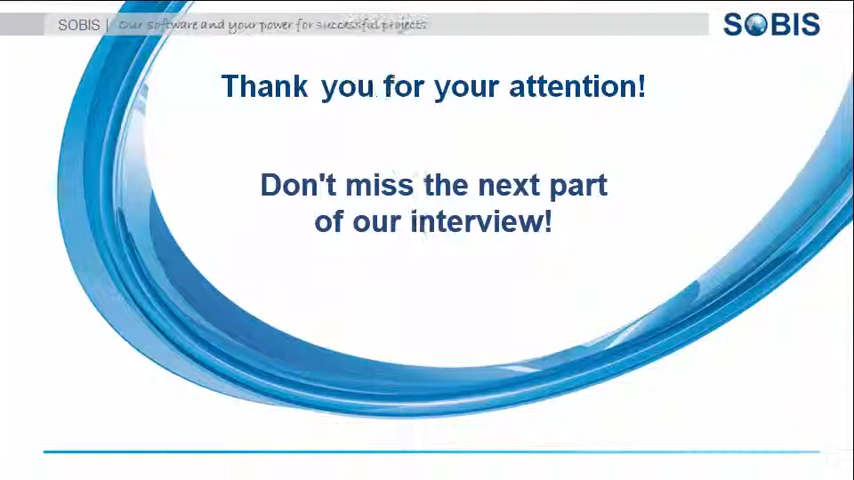 SOBIS | Our software and your power for successful projects
SOBIS
Thank you for your attention!
Don't miss the next part
of our interview!